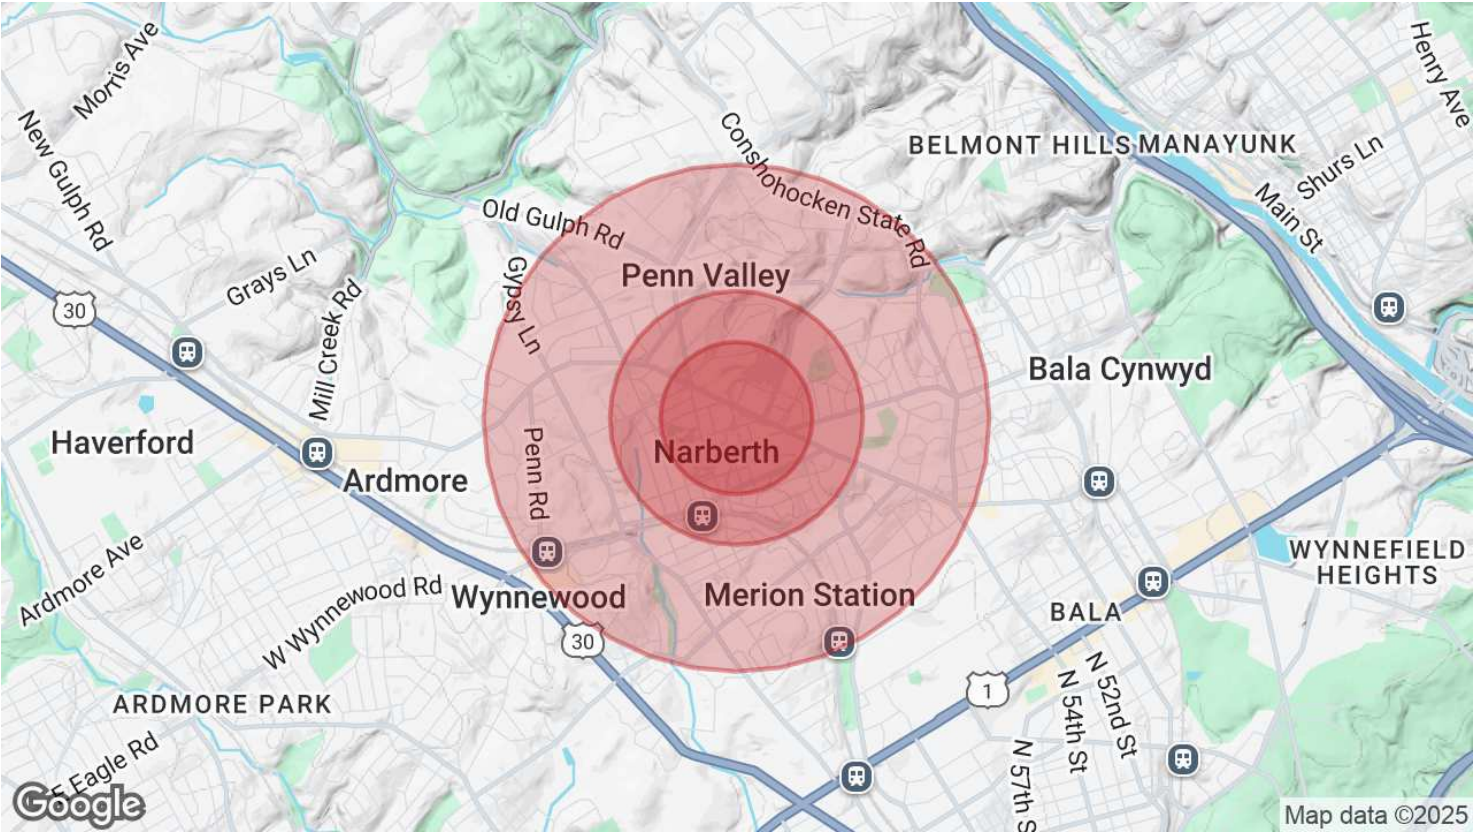 Morris Ave
Henry Ave
New Gulph Rd
Conshohocken State Rd
BELMONT HILLS
MANAYUNK
Shurs Ln
Main St
Old Gulph Rd
Grays Ln
Gypsy Ln
Penn Valley
30
Mill Creek Rd
Bala Cynwyd
Haverford
Ardmore
Penn Rd
Narberth
Ardmore Ave
W Wynnewood Rd
Wynnewood
Merion Station
WYNNEFIELD
HEIGHTS
BALA
30
1
ARDMORE PARK
N 52nd St
N 54th St
N 57th S
E Eagle Rd
Google
Map data ©2025